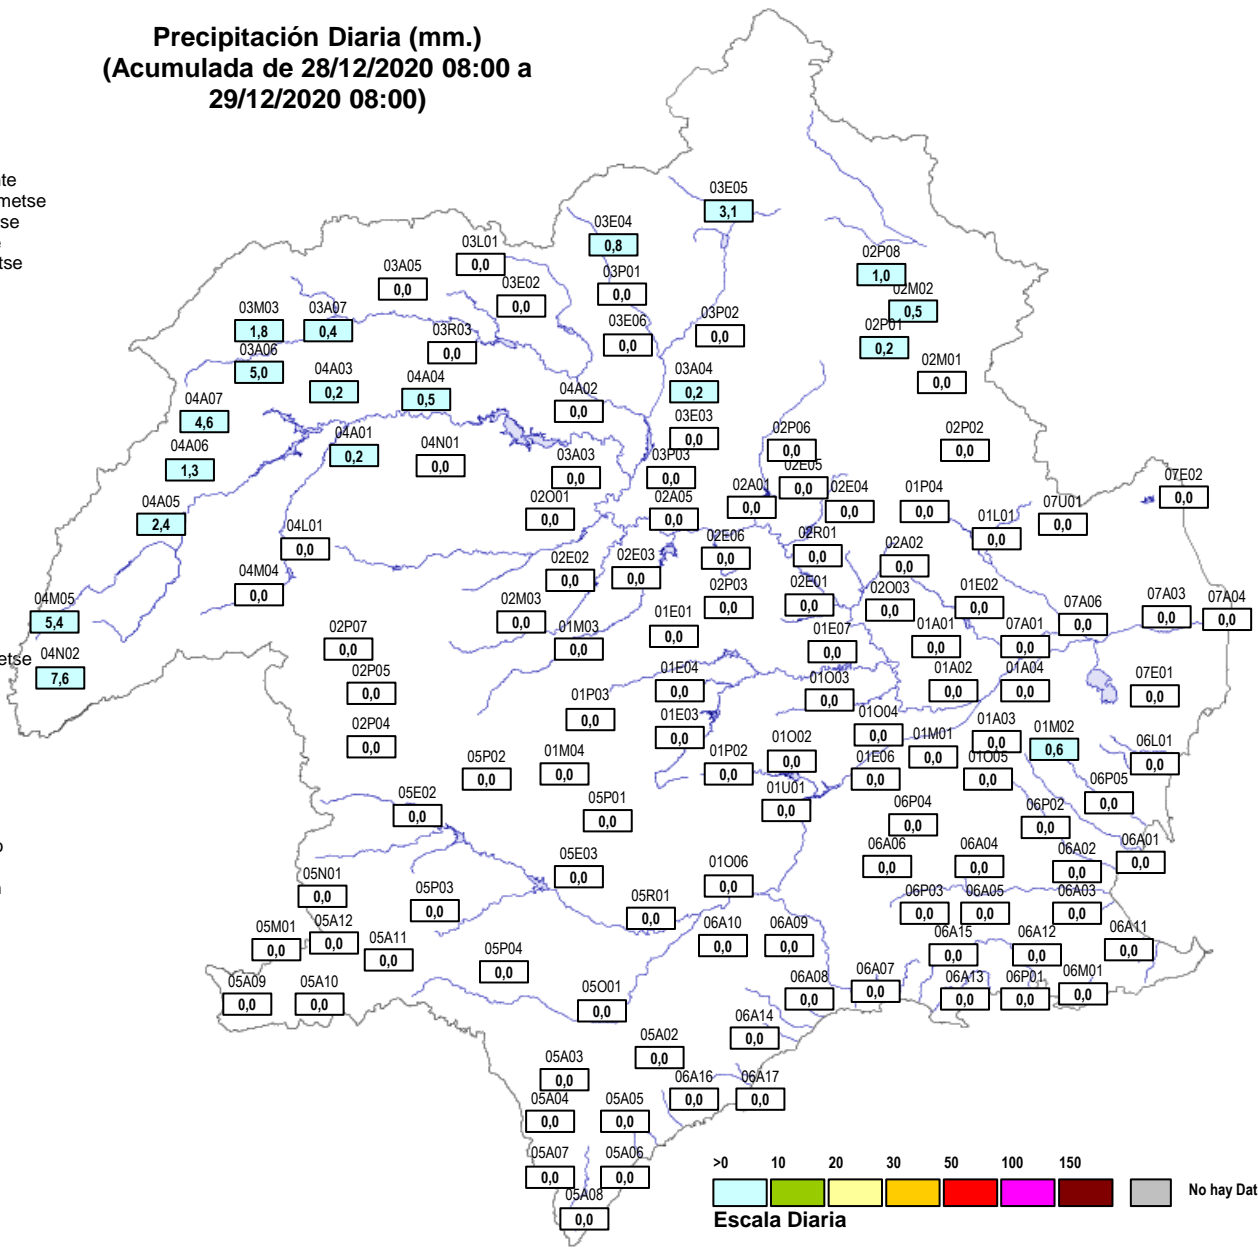 Precipitación Diaria (mm.)
(Acumulada de 28/12/2020 08:00 a
29/12/2020 08:00)
03E05
3,1
03E04
0,8
03L01
0,0
03A05
0,0
03E02
0,0
03P01
0,0
02P08
1,0
02M02
0,5
03M03
1,8
03A07
0,4
03R03
0,0
03E06
0,0
03P02
0,0
02P01
0,2
03A06
5,0
04A03
0,2
04A04
0,5
04A02
0,0
03A04
0,2
02M01
0,0
04A07
4,6
03E03
0,0
04A01
0,2
04N01
0,0
02P06
0,0
02P02
0,0
04A06
1,3
03A03
0,0
03P03
0,0
02E05
0,0
04A05
2,4
02O01
0,0
02A05
0,0
02A01
0,0
02E04
0,0
01P04
0,0
07U01
0,0
07E02
0,0
04L01
0,0
01L01
0,0
02E06
0,0
02R01
0,0
02A02
0,0
04M04
0,0
02E02
0,0
02E03
0,0
04M05
5,4
02M03
0,0
02P03
0,0
02E01
0,0
02O03
0,0
01E02
0,0
07A06
0,0
07A03
0,0
07A04
0,0
02P07
0,0
01M03
0,0
01E01
0,0
01E07
0,0
01A01
0,0
07A01
0,0
04N02
7,6
02P05
0,0
01P03
0,0
01E04
0,0
01O03
0,0
01A02
0,0
01A04
0,0
07E01
0,0
02P04
0,0
01E03
0,0
01O04
0,0
01A03
0,0
01M02
0,6
05P02
0,0
01M04
0,0
01P02
0,0
01O02
0,0
01M01
0,0
01E06
0,0
01O05
0,0
06L01
0,0
05E02
0,0
05P01
0,0
01U01
0,0
06P04
0,0
06P02
0,0
06P05
0,0
05E03
0,0
01O06
0,0
06A06
0,0
06A04
0,0
06A02
0,0
06A01
0,0
05N01
0,0
05P03
0,0
05R01
0,0
06P03
0,0
06A05
0,0
06A03
0,0
05M01
0,0
05A12
0,0
05A11
0,0
05P04
0,0
06A10
0,0
06A09
0,0
06A15
0,0
06A12
0,0
06A11
0,0
05A09
0,0
05A10
0,0
05O01
0,0
06A08
0,0
06A07
0,0
06A13
0,0
06P01
0,0
06M01
0,0
05A02
0,0
06A14
0,0
05A03
0,0
06A16
0,0
06A17
0,0
05A04
0,0
05A05
0,0
05A07
0,0
05A06
0,0
05A08
0,0
>0 10 20 30 50 100 150
No hay Dat
Escala Diaria